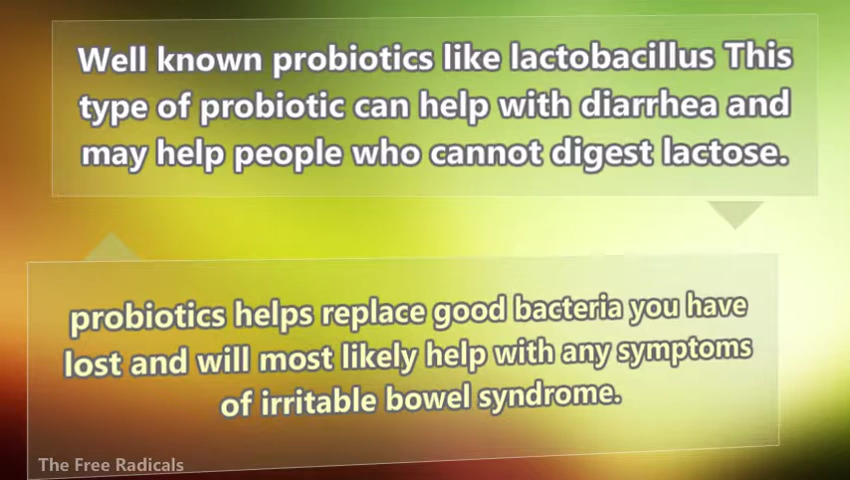 Well known probiotics like lactobacillus This
type of probiotic can help with diarrhea and
may help people who cannot digest lactose.
probiotics helps replace good bacteria you have
lost and will most likely help with any symptoms
of irritable bowel syndrome.
The Free Radicals